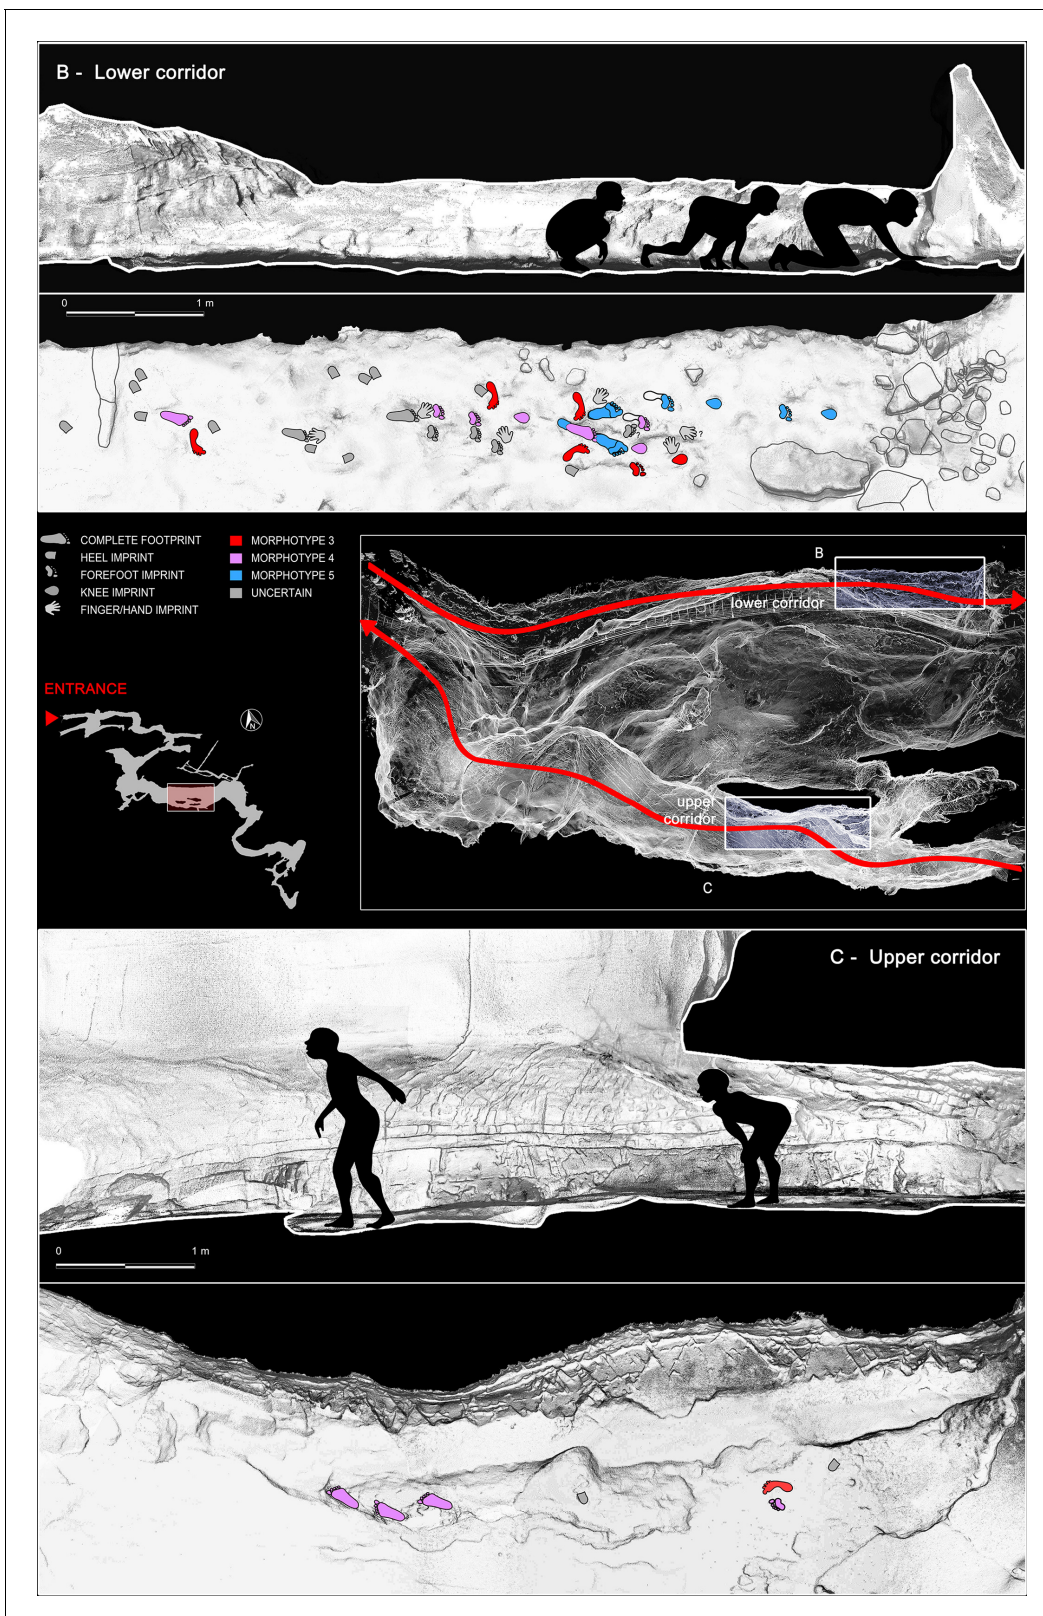 B - Lower corridor
0 1 m
?
?
COMPLETE FOOTPRINT
HEEL IMPRINT
FOREFOOT IMPRINT
KNEE IMPRINT
FINGER/HAND IMPRINT
MORPHOTYPE 3
MORPHOTYPE 4
MORPHOTYPE 5
UNCERTAIN
B
lower corridor
ENTRANCE
N
upper
corridor
C
C - Upper corridor
0 1 m